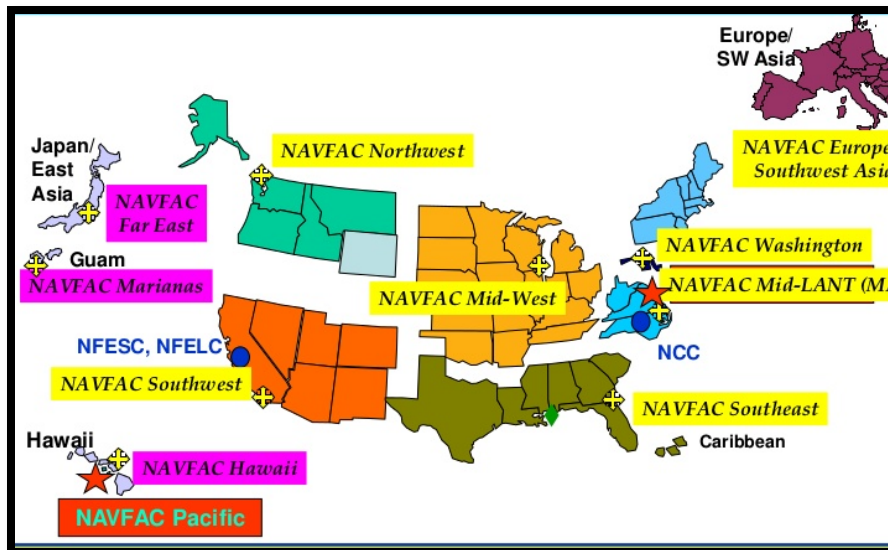 Europe/
SW Asia
NAVFAC Northwest
NAVFAC Europe
Southwest Asia
Japan/
East
Asia
NAVFAC
Far East
Guam
NAVFAC Marianas
NAVFAC Washington
NAVFAC Mid-LANT (M
NAVFAC Mid-West
NFESC, NFELC
NCC
NAVFAC Southwest
NAVFAC Southeast
Caribbean
Hawaii
NAVFAC Hawaii
NAVFAC Pacific